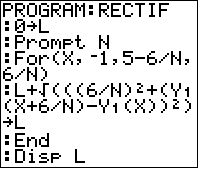 PROGRAM:RECTIF
:0→L
:Prompt N
:For(X,⁻1,5-6/N,
6/N)
:L+√(((6/N)²+(Y₁
(X+6/N)-Y₁(X))²)
→L
:End
:Disp L